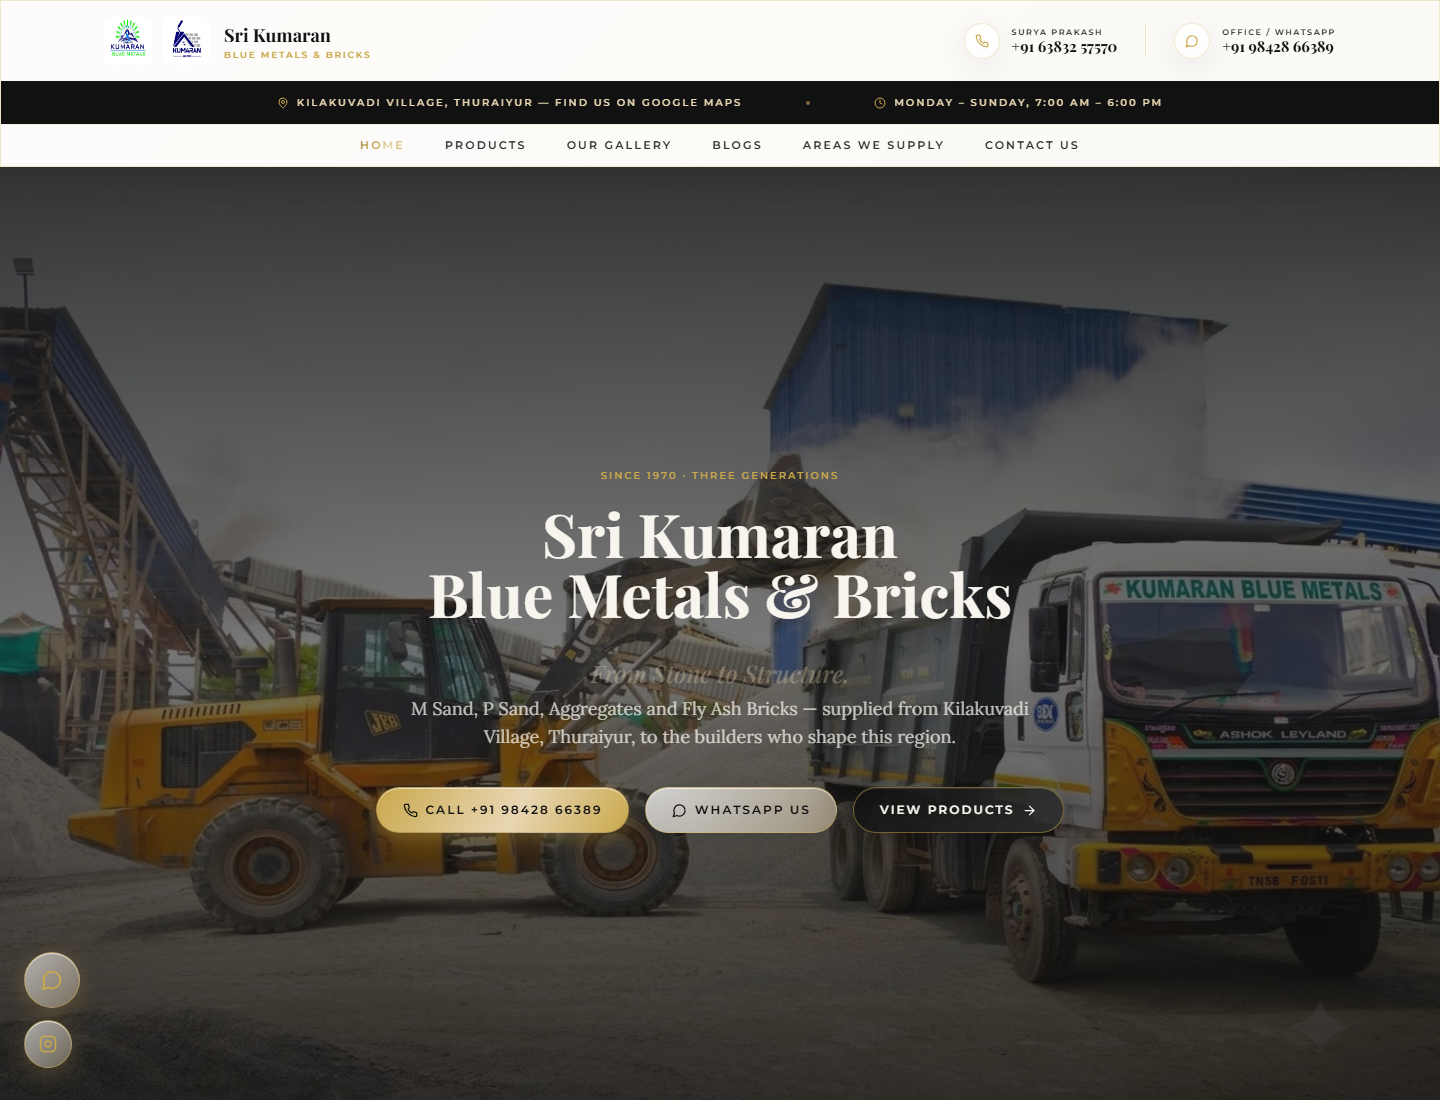 KUMARAN
BLUE METALS
KUMARAN
Sri Kumaran
BLUE METALS & BRICKS
SURYA PRAKASH
+91 63832 57570
OFFICE / WHATSAPP
+91 98428 66389
KILAKUVADI VILLAGE, THURAIYUR — FIND US ON GOOGLE MAPS
•
MONDAY – SUNDAY, 7:00 AM – 6:00 PM
HOME
PRODUCTS
OUR GALLERY
BLOGS
AREAS WE SUPPLY
CONTACT US
SINCE 1970 · THREE GENERATIONS
Sri Kumaran
Blue Metals & Bricks
From Stone to Structure.
M Sand, P Sand, Aggregates and Fly Ash Bricks — supplied from Kilakuvadi
Village, Thuraiyur, to the builders who shape this region.
CALL +91 98428 66389
WHATSAPP US
VIEW PRODUCTS →
KUMARAN BLUE METALS
ASHOK LEYLAND
JCB
JCB